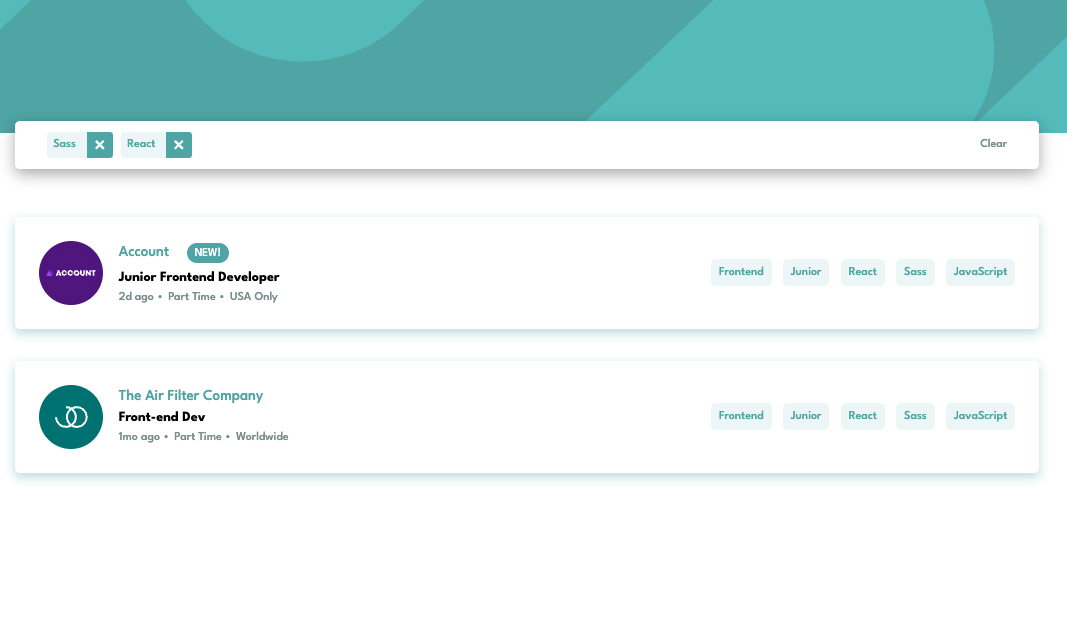 Sass React Clear
ACCOUNT
Account NEW!
Junior Frontend Developer
2d ago • Part Time • USA Only
Frontend Junior React Sass JavaScript
The Air Filter Company
Front-end Dev
1mo ago • Part Time • Worldwide
Frontend Junior React Sass JavaScript